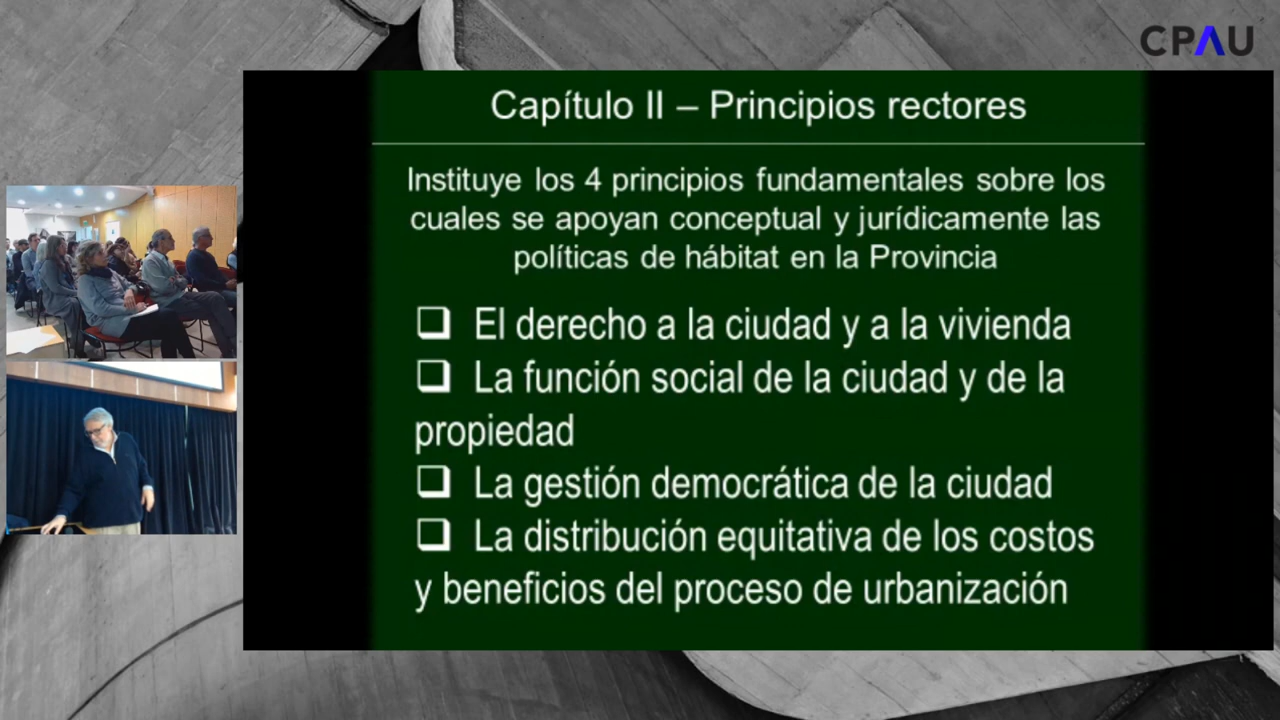 CPAU
Capítulo II – Principios rectores
Instituye los 4 principios fundamentales sobre los
cuales se apoyan conceptual y jurídicamente las
políticas de hábitat en la Provincia
❑ El derecho a la ciudad y a la vivienda
❑ La función social de la ciudad y de la
propiedad
❑ La gestión democrática de la ciudad
❑ La distribución equitativa de los costos
y beneficios del proceso de urbanización